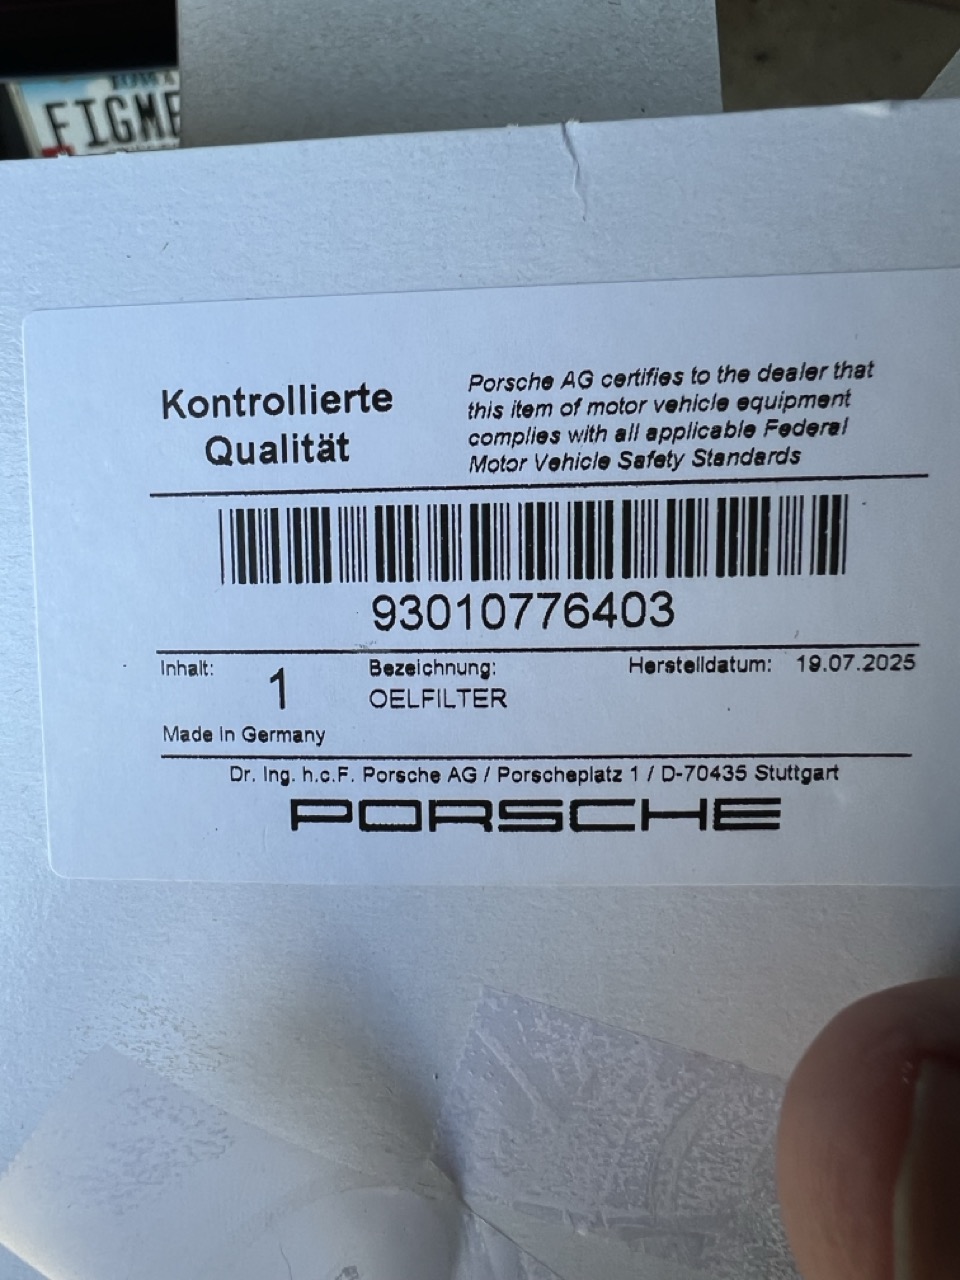 FIGME
Kontrollierte
Qualität
Porsche AG certifies to the dealer that
this item of motor vehicle equipment
complies with all applicable Federal
Motor Vehicle Safety Standards
93010776403
Inhalt: 1
Bezeichnung:
OELFILTER
Herstelldatum: 19.07.2025
Made in Germany
Dr. Ing. h.c.F. Porsche AG / Porscheplatz 1 / D-70435 Stuttgart
PORSCHE